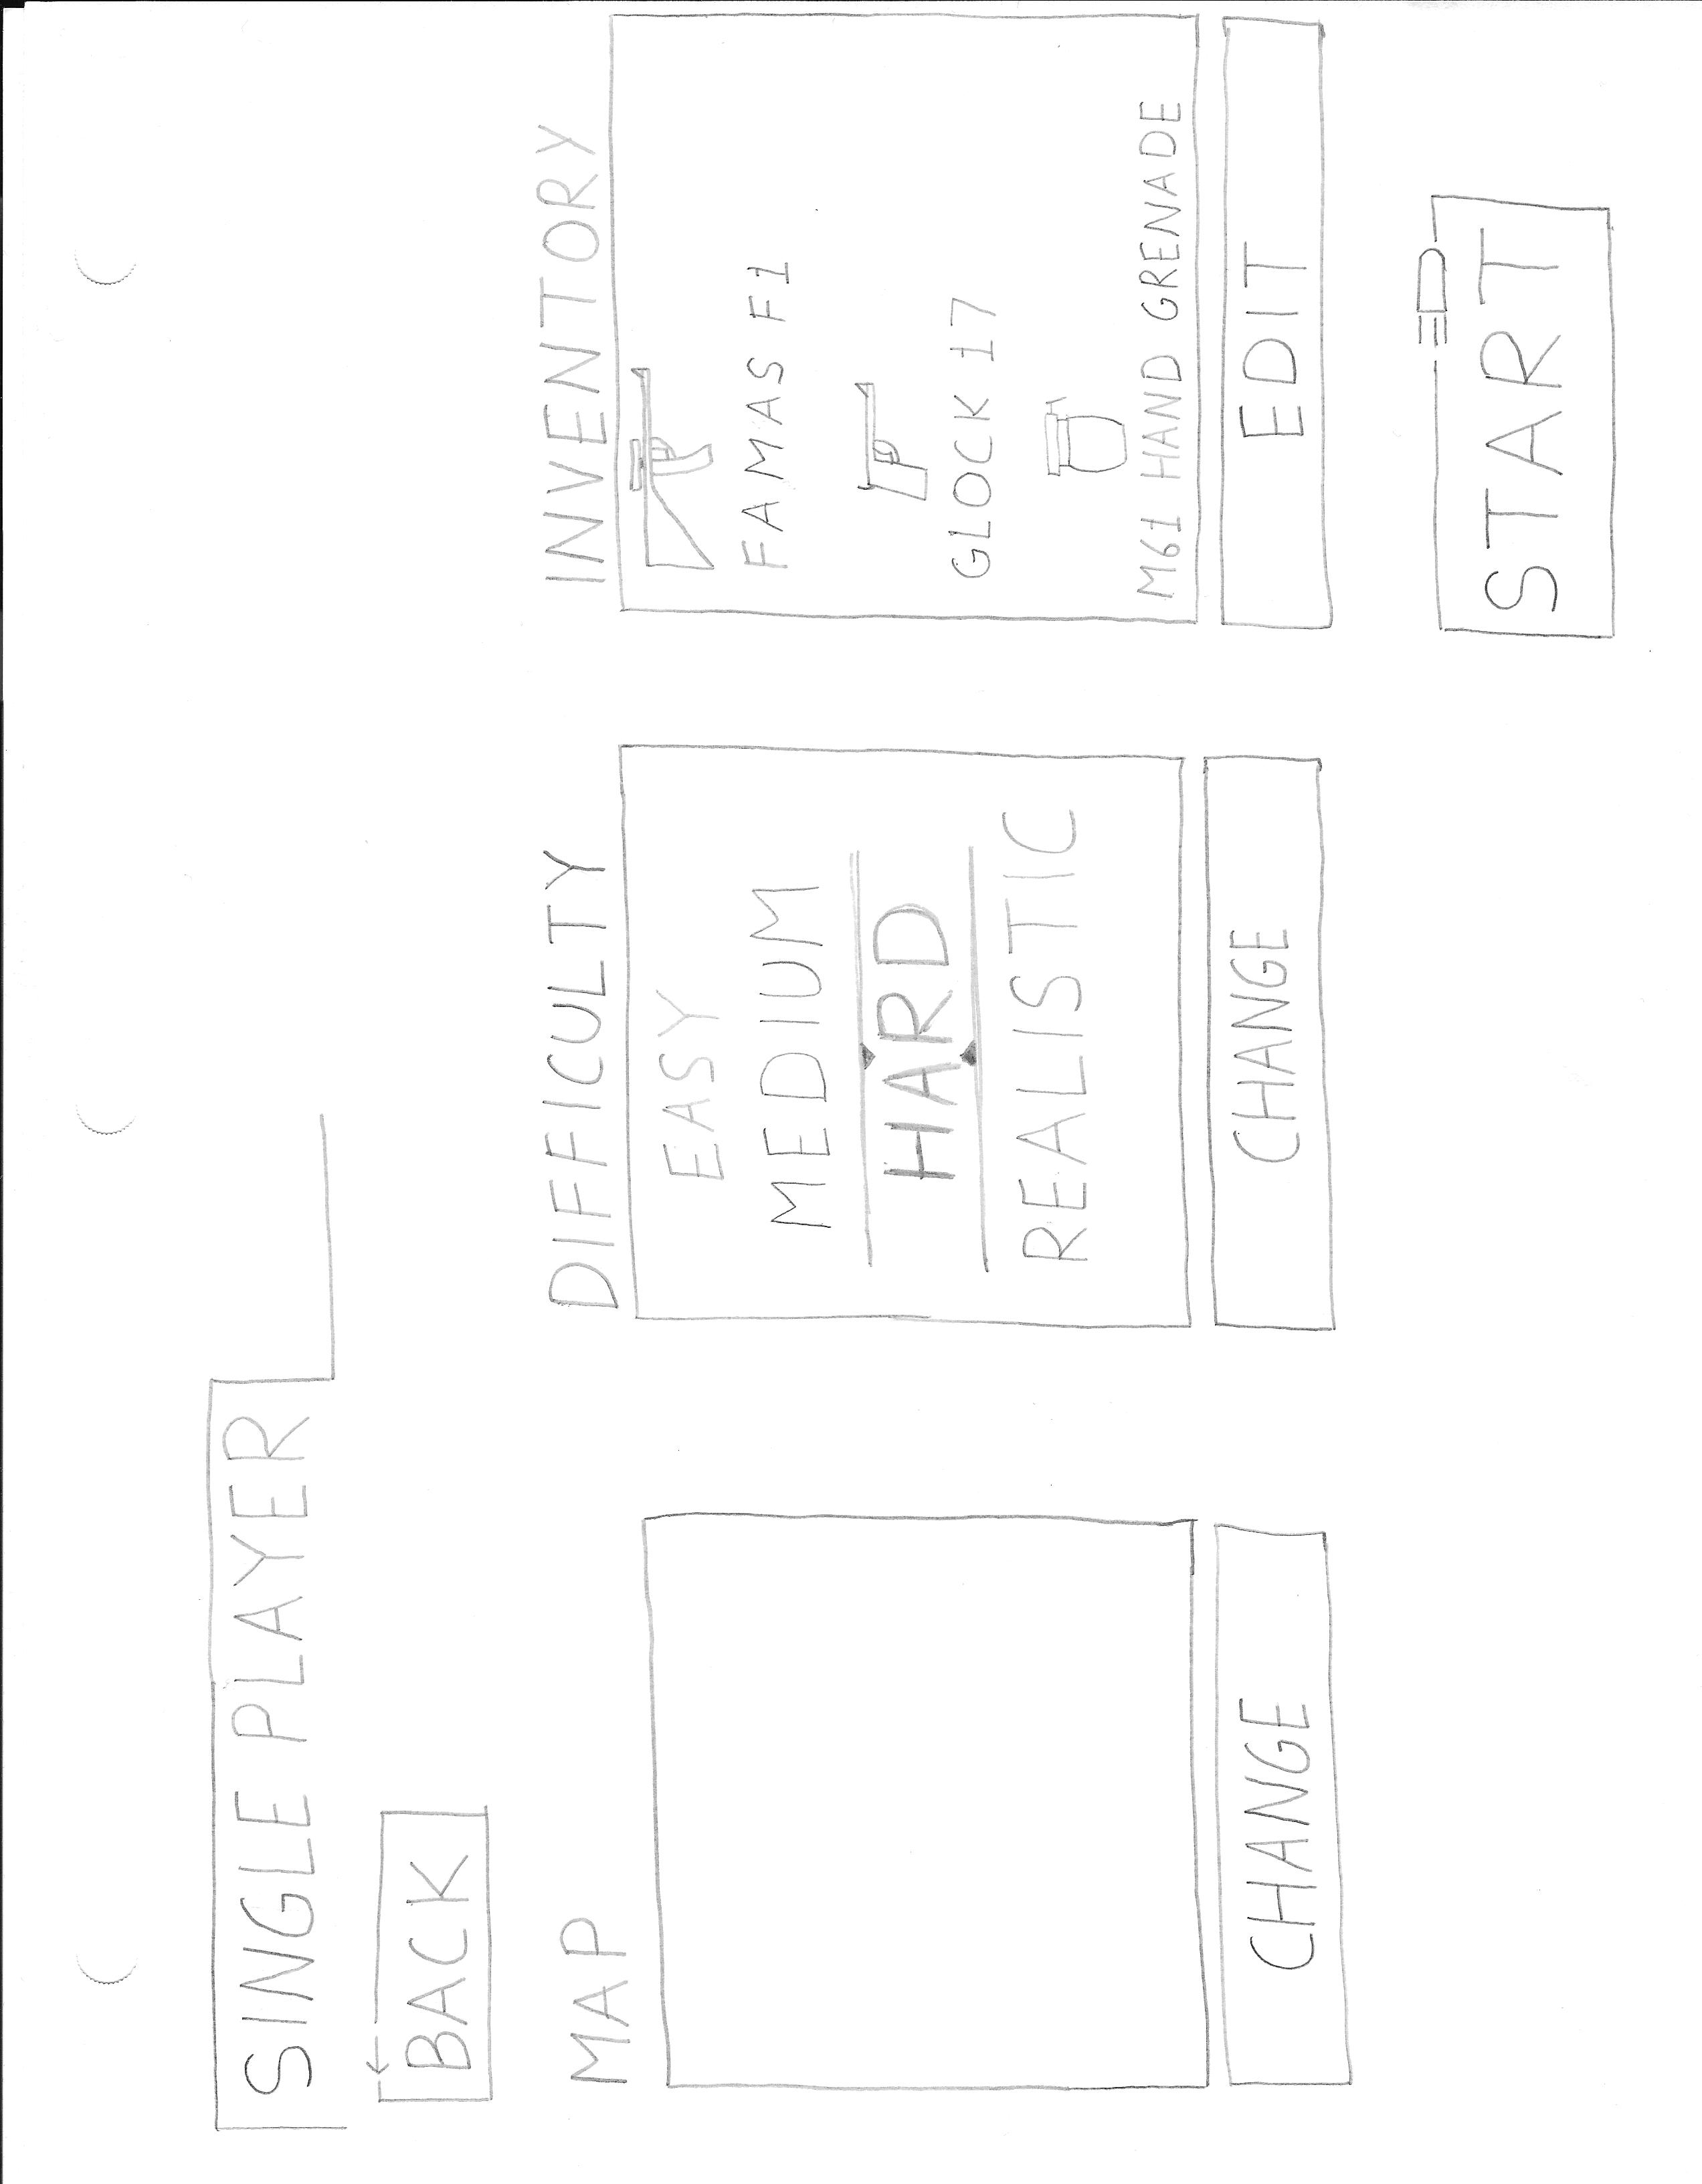 SINGLE PLAYER
BACK
MAP
CHANGE
DIFFICULTY
EASY
MEDIUM
HARD
REALISTIC
CHANGE
INVENTORY
FAMAS F1
GLOCK 17
M61 HAND GRENADE
EDIT
START